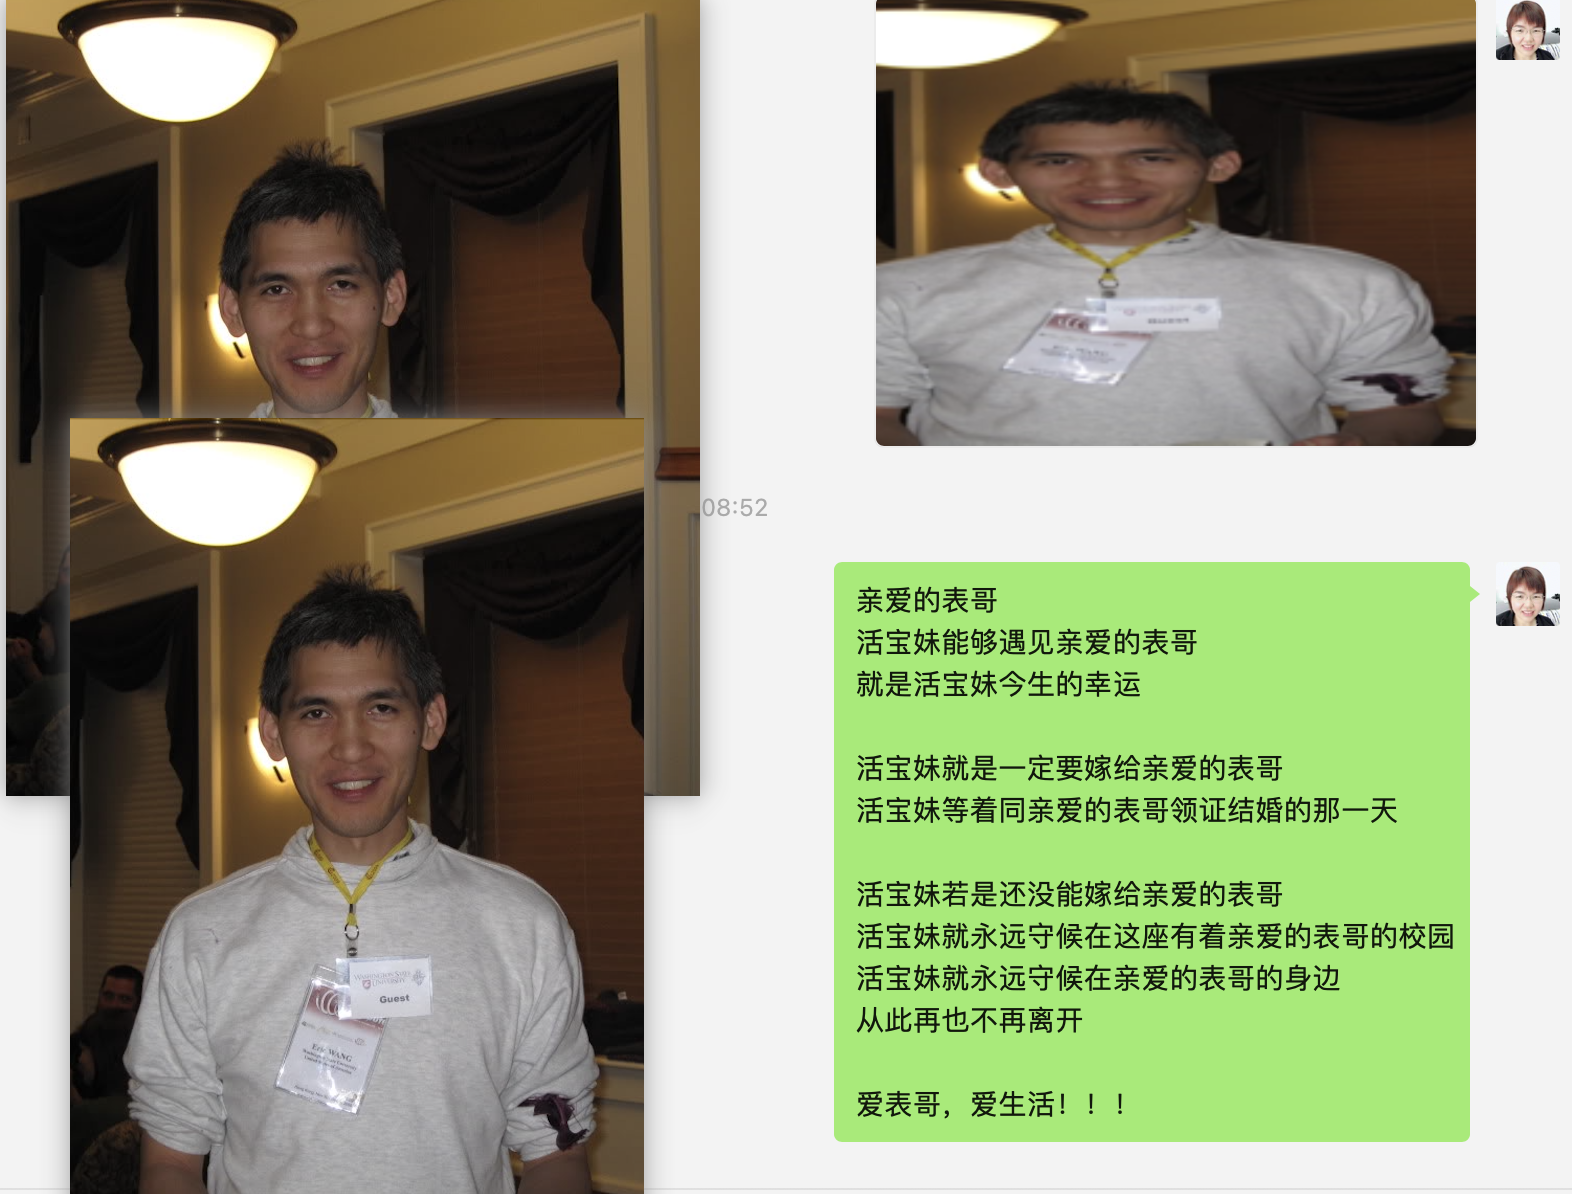 08:52
亲爱的表哥
活宝妹能够遇见亲爱的表哥
就是活宝妹今生的幸运
活宝妹就是一定要嫁给亲爱的表哥
活宝妹等着同亲爱的表哥领证结婚的那一天
活宝妹若是还没能嫁给亲爱的表哥
活宝妹就永远守候在这座有着亲爱的表哥的校园
活宝妹就永远守候在亲爱的表哥的身边
从此再也不再离开
爱表哥，爱生活！！！
Guest
WASHINGTON STATE
UNIVERSITY
Guest
Eric WANG